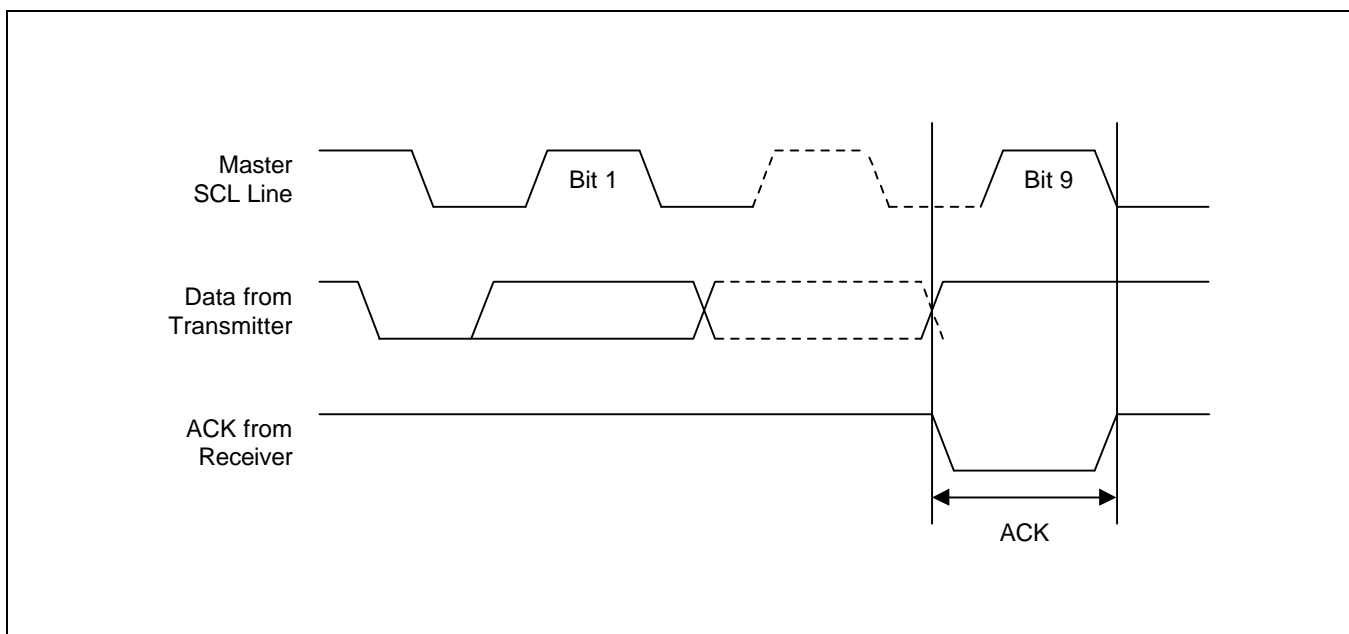 Master
SCL Line
Bit 1
Bit 9
Data from
Transmitter
ACK from
Receiver
ACK